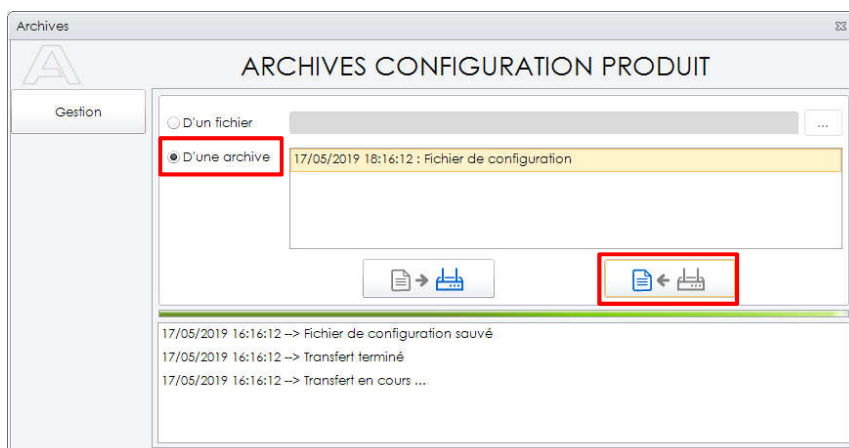 Archives
ARCHIVES CONFIGURATION PRODUIT
Gestion
D'un fichier
...
D'une archive
17/05/2019 18:16:12 : Fichier de configuration
17/05/2019 16:16:12 --> Fichier de configuration sauvé
17/05/2019 16:16:12 --> Transfert terminé
17/05/2019 16:16:12 --> Transfert en cours ...